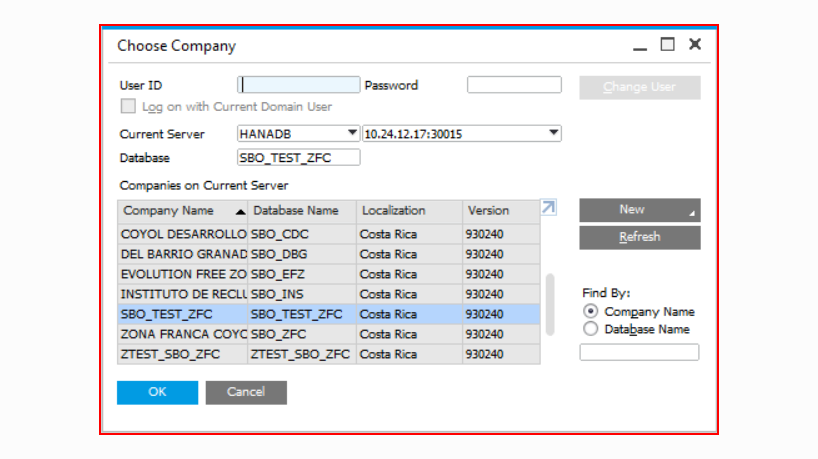 Choose Company
User ID Password Change User
Log on with Current Domain User
Current Server HANADB 10.24.12.17:30015
Database SBO_TEST_ZFC
Companies on Current Server
Company Name Database Name Localization Version New
COYOL DESARROLLO SBO_CDC Costa Rica 930240
Refresh
DEL BARRIO GRANAD SBO_DBG Costa Rica 930240
EVOLUTION FREE ZO SBO_EFZ Costa Rica 930240
INSTITUTO DE RECLU SBO_INS Costa Rica 930240
Find By:
SBO_TEST_ZFC SBO_TEST_ZFC Costa Rica 930240
Company Name
ZONA FRANCA COYO SBO_ZFC Costa Rica 930240
Database Name
ZTEST_SBO_ZFC ZTEST_SBO_ZFC Costa Rica 930240
OK Cancel